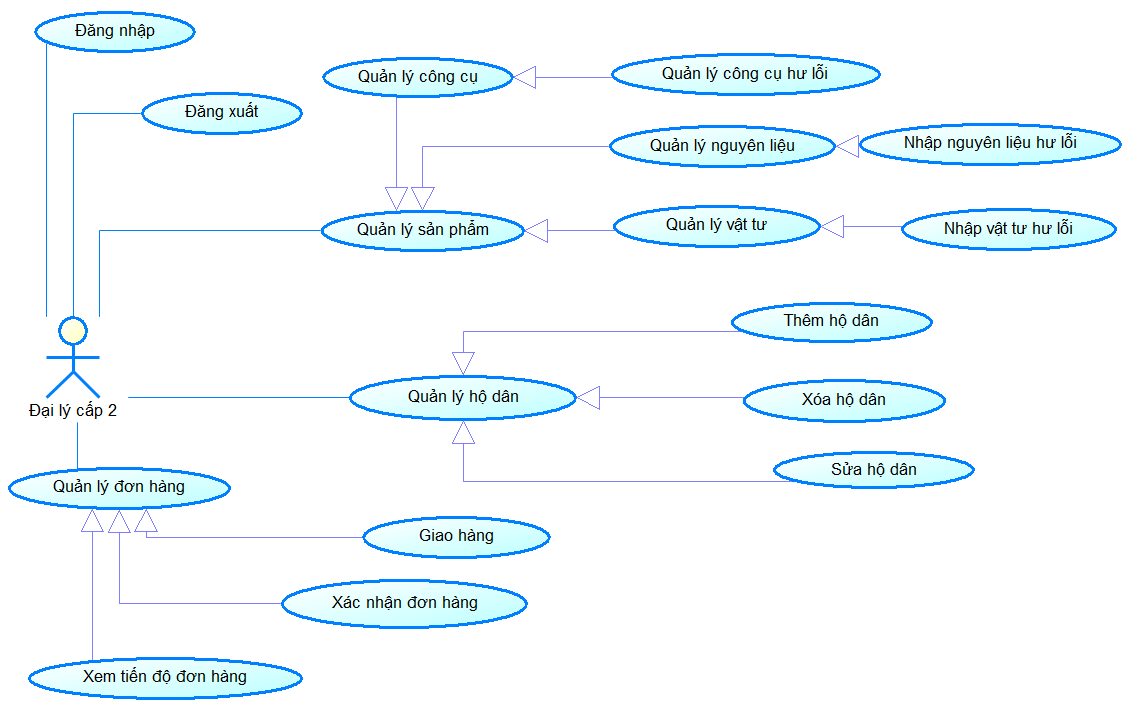 Đăng nhập
Quản lý công cụ
Quản lý công cụ hư lỗi
Đăng xuất
Quản lý nguyên liệu
Nhập nguyên liệu hư lỗi
Quản lý sản phẩm
Quản lý vật tư
Nhập vật tư hư lỗi
Thêm hộ dân
Quản lý hộ dân
Xóa hộ dân
Đại lý cấp 2
Sửa hộ dân
Quản lý đơn hàng
Giao hàng
Xác nhận đơn hàng
Xem tiến độ đơn hàng